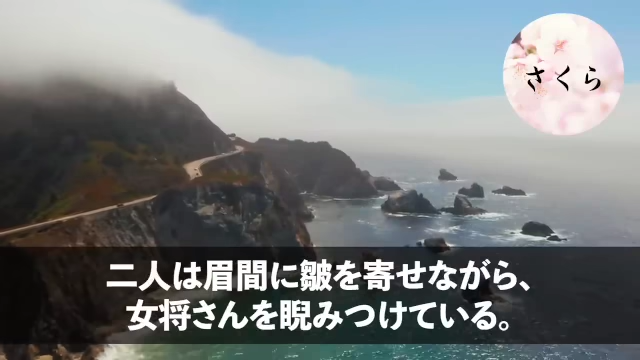 さくら
二人は眉間に皺を寄せながら、
女将さんを睨みつけている。